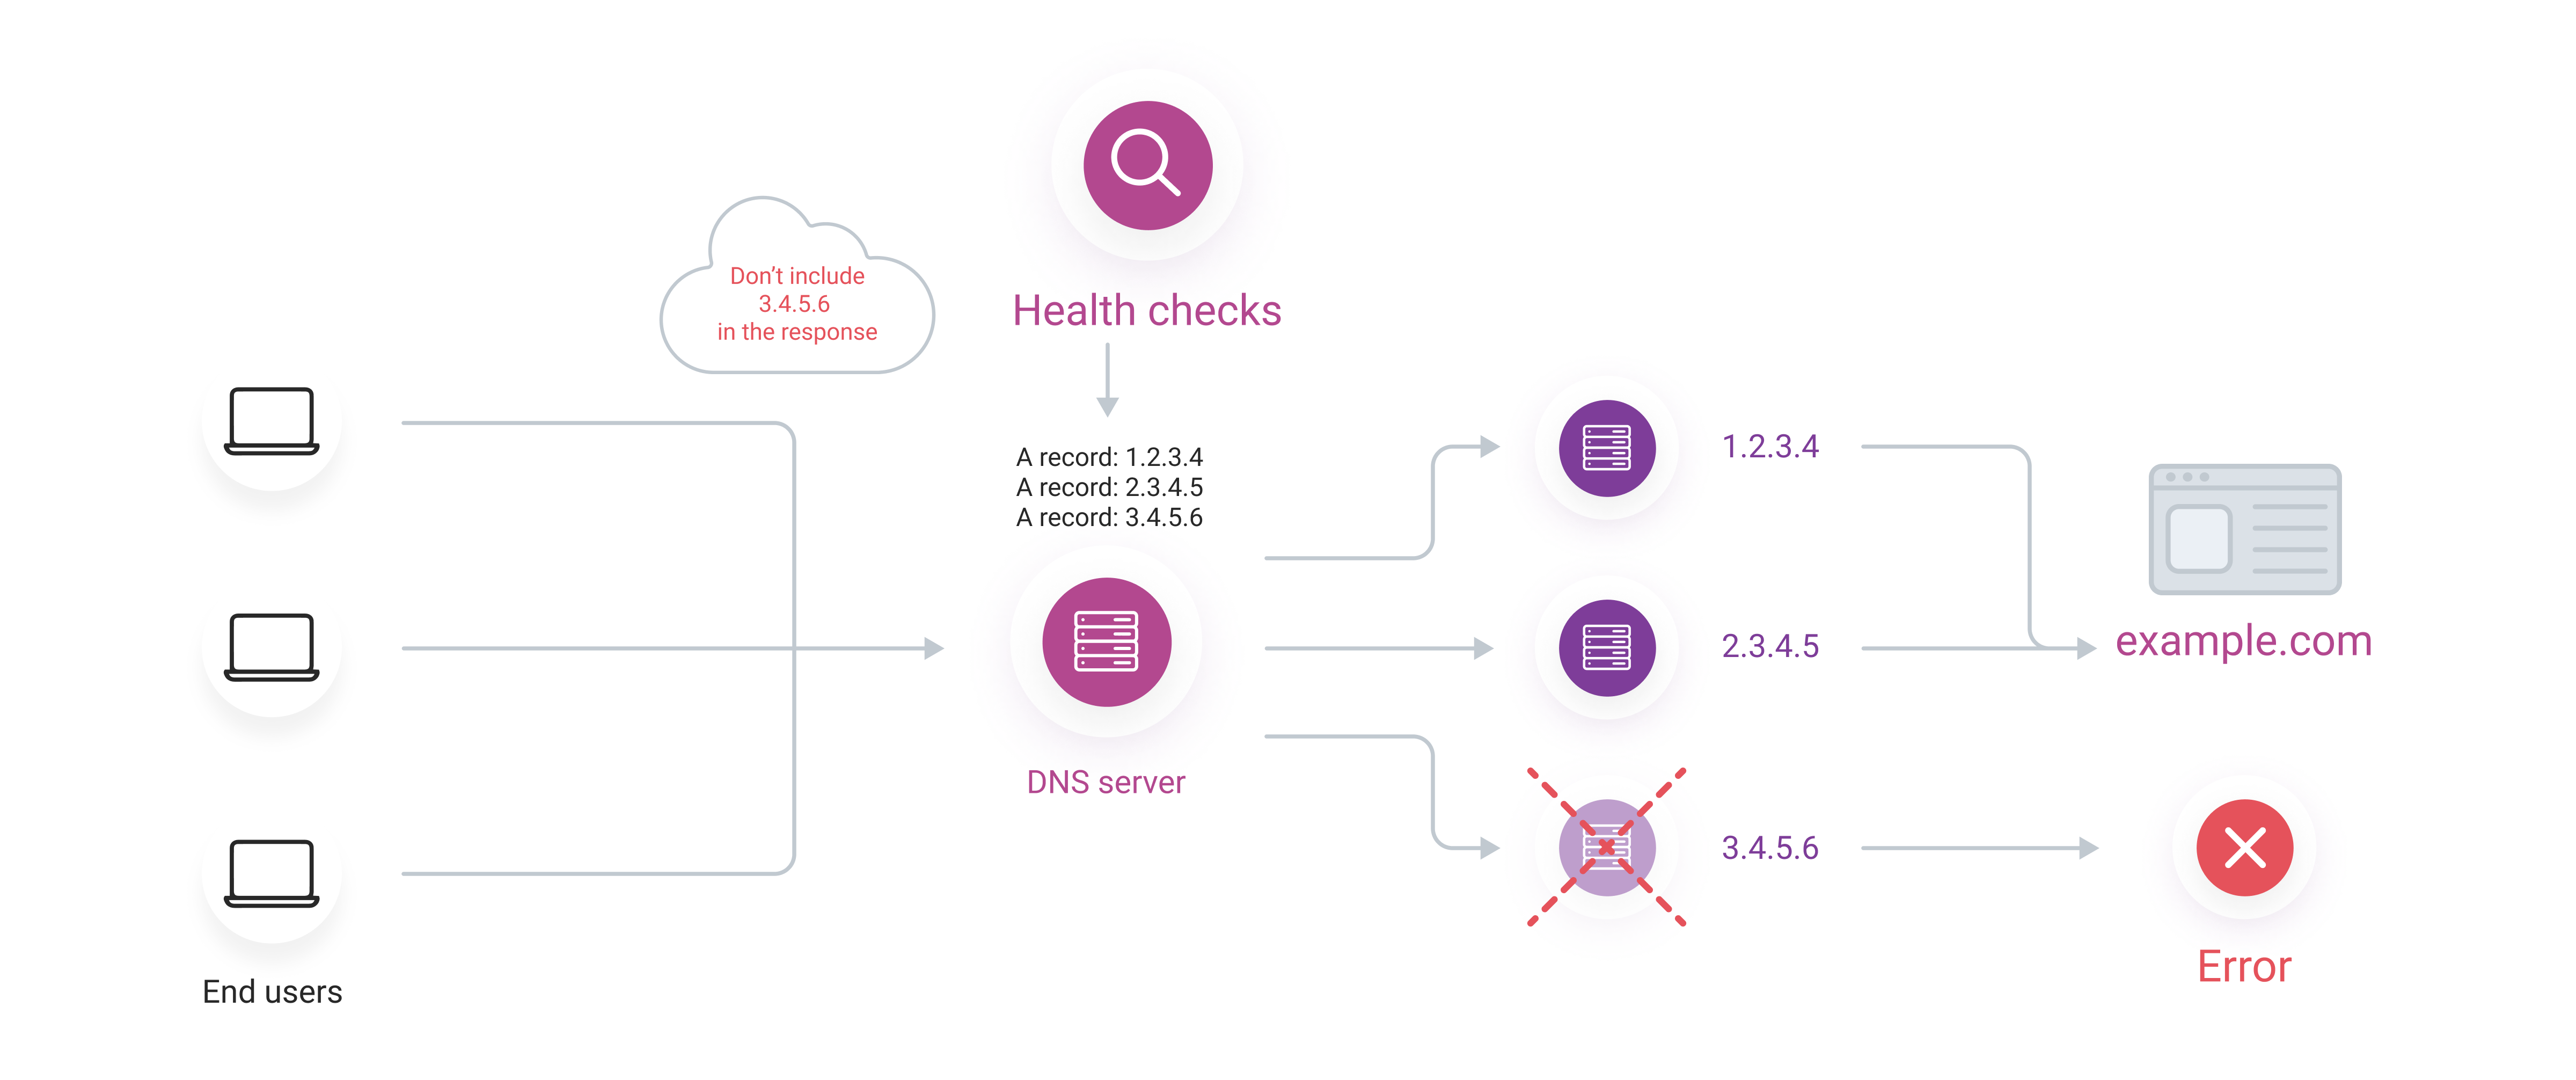 Health checks
Don’t include
3.4.5.6
in the response
A record: 1.2.3.4
A record: 2.3.4.5
A record: 3.4.5.6
DNS server
End users
1.2.3.4
2.3.4.5
3.4.5.6
example.com
Error